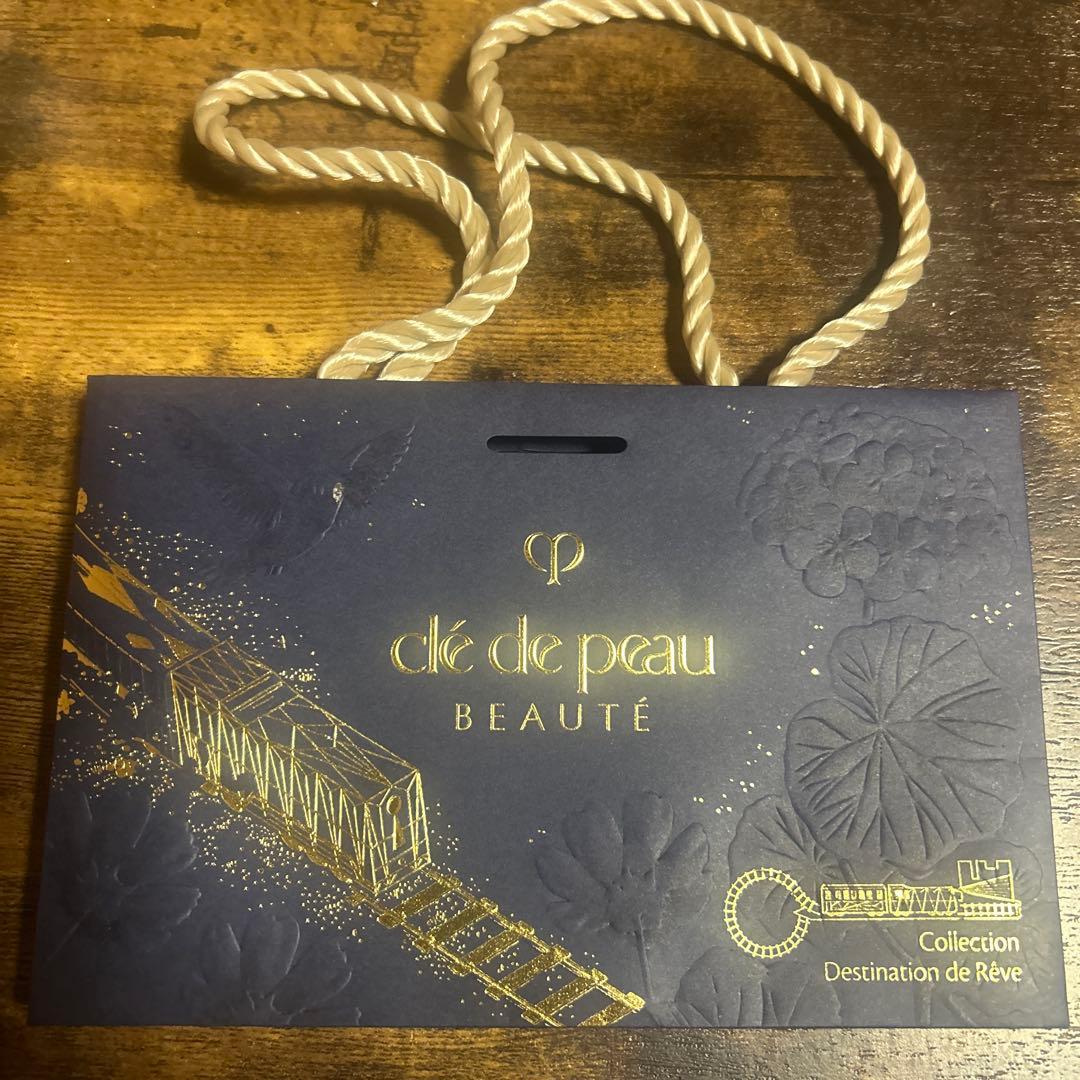 clé de peau
BEAUTÉ
Collection
Destination de Rêve